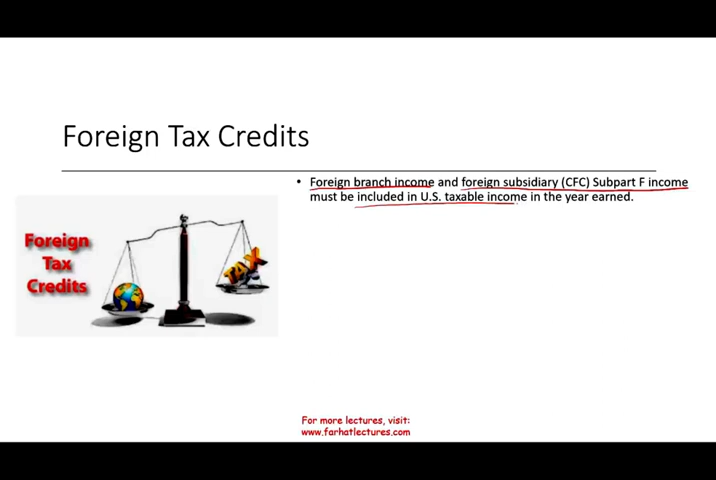 Foreign Tax Credits
• Foreign branch income and foreign subsidiary (CFC) Subpart F income
must be included in U.S. taxable income in the year earned.
Foreign
Tax
Credits
TAX
For more lectures, visit:
www.farhatlectures.com